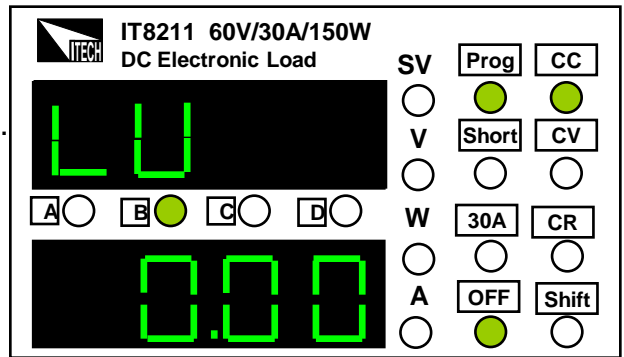 ITECH
IT8211 60V/30A/150W
DC Electronic Load
SV Prog CC
LU
V Short CV
A B C D
W 30A CR
0.00
A OFF Shift